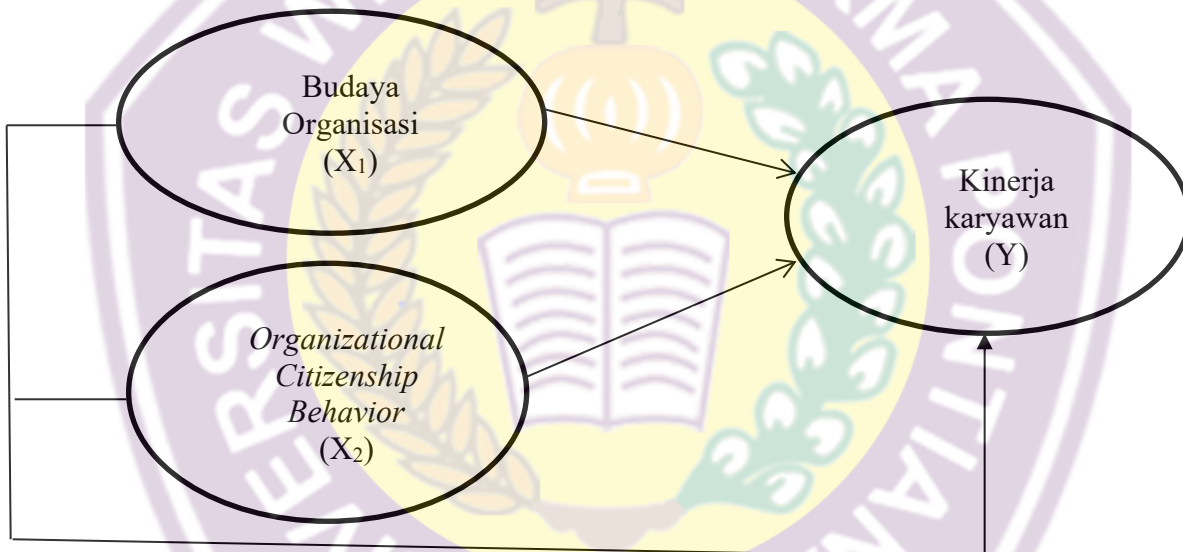 Budaya
Organisasi
(X₁)
Kinerja
karyawan
(Y)
Organizational
Citizenship
Behavior
(X₂)